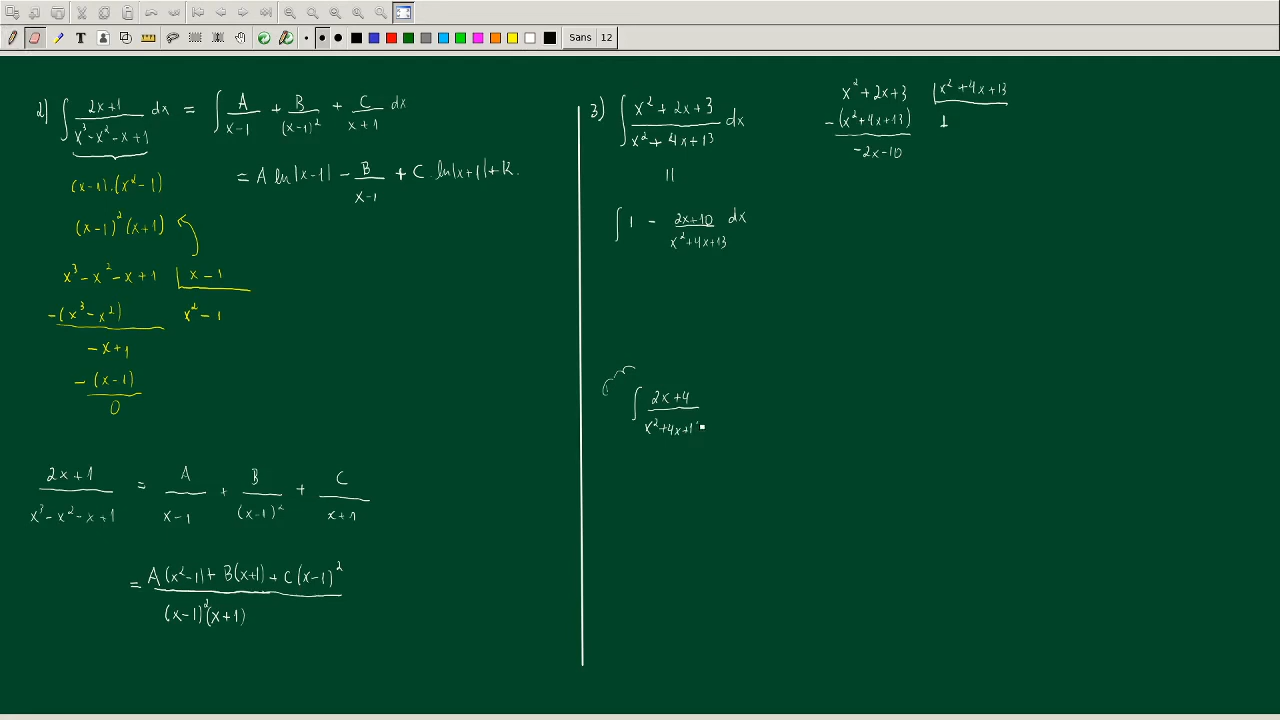 Sans 12
2) ∫ (2x+1)/(x³-x²-x+1) dx = ∫ A/(x-1) + B/(x-1)² + C/(x+1) dx
= A ln|x-1| - B/(x-1) + C · ln|x+1| + K.
(x-1).(x²-1)
(x-1)²(x+1)
x³-x²-x+1 | x-1
-(x³-x²) x²-1
-x+1
-(x-1)
0
(2x+1)/(x³-x²-x+1) = A/(x-1) + B/(x-1)² + C/(x+1)
= (A(x²-1)+B(x+1)+C(x-1)²)/((x-1)²(x+1))
3) ∫ (x²+2x+3)/(x²+4x+13) dx
||
∫ 1 - (2x+10)/(x²+4x+13) dx
x²+2x+3 | x²+4x+13
-(x²+4x+13) 1
-2x-10
∫ (2x+4)/(x²+4x+1